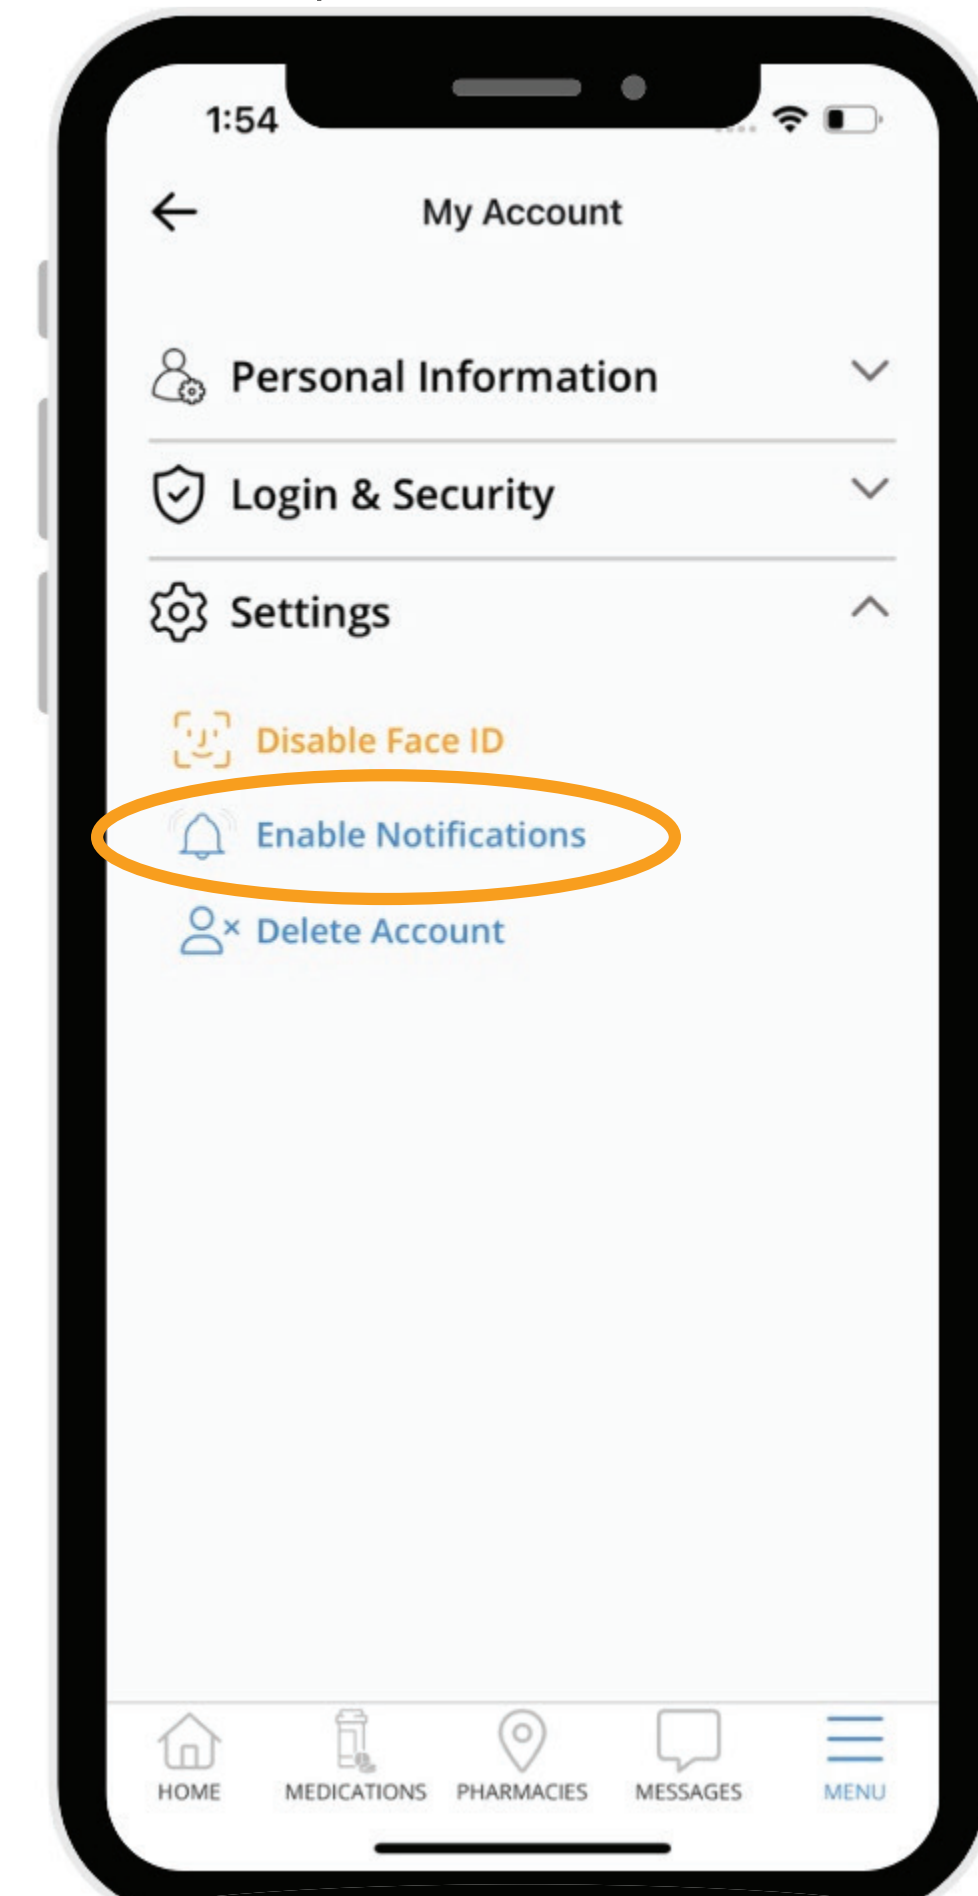 1:54
My Account
Personal Information
Login & Security
Settings
Disable Face ID
Enable Notifications
Delete Account
HOME MEDICATIONS PHARMACIES MESSAGES MENU